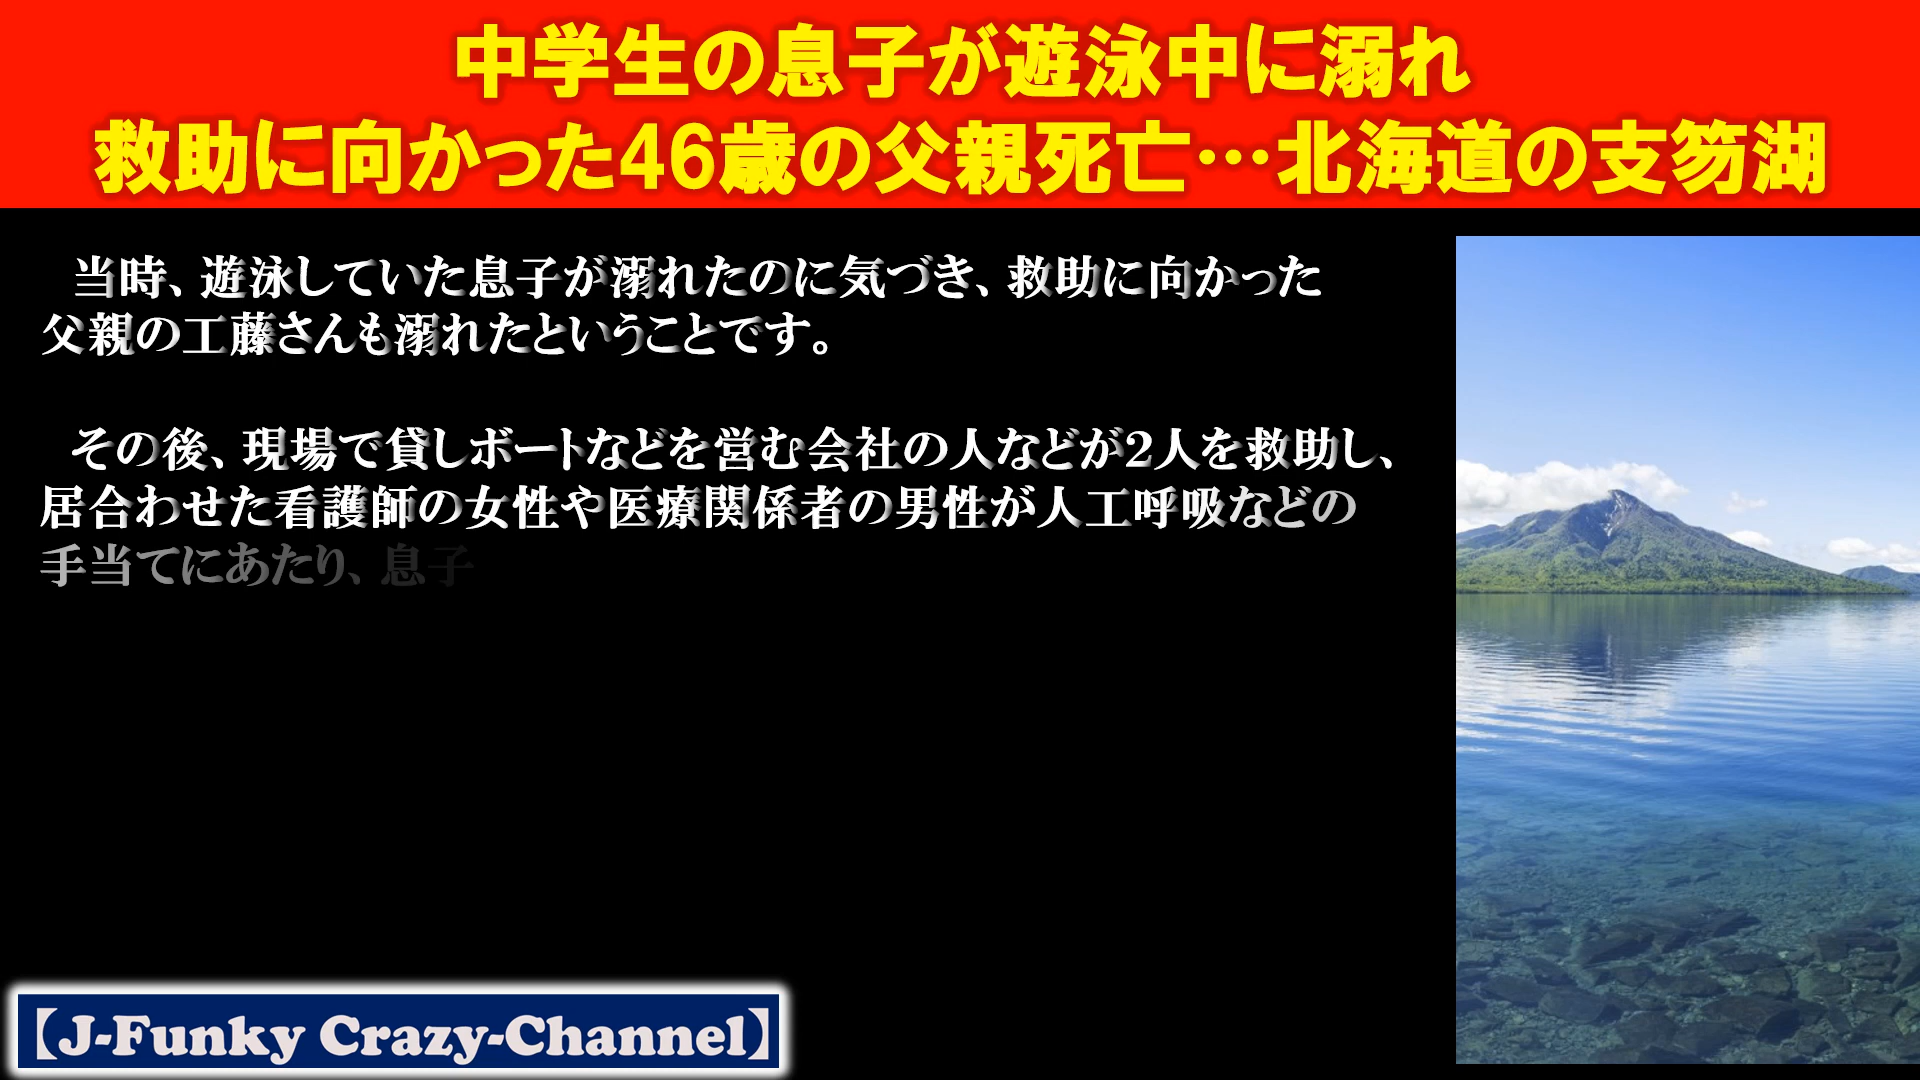 中学生の息子が遊泳中に溺れ
救助に向かった46歳の父親死亡…北海道の支笏湖
当時、遊泳していた息子が溺れたのに気づき、救助に向かった
父親の工藤さんも溺れたということです。
その後、現場で貸しボートなどを営む会社の人などが2人を救助し、
居合わせた看護師の女性や医療関係者の男性が人工呼吸などの
手当てにあたり、息子
【J-Funky Crazy-Channel】